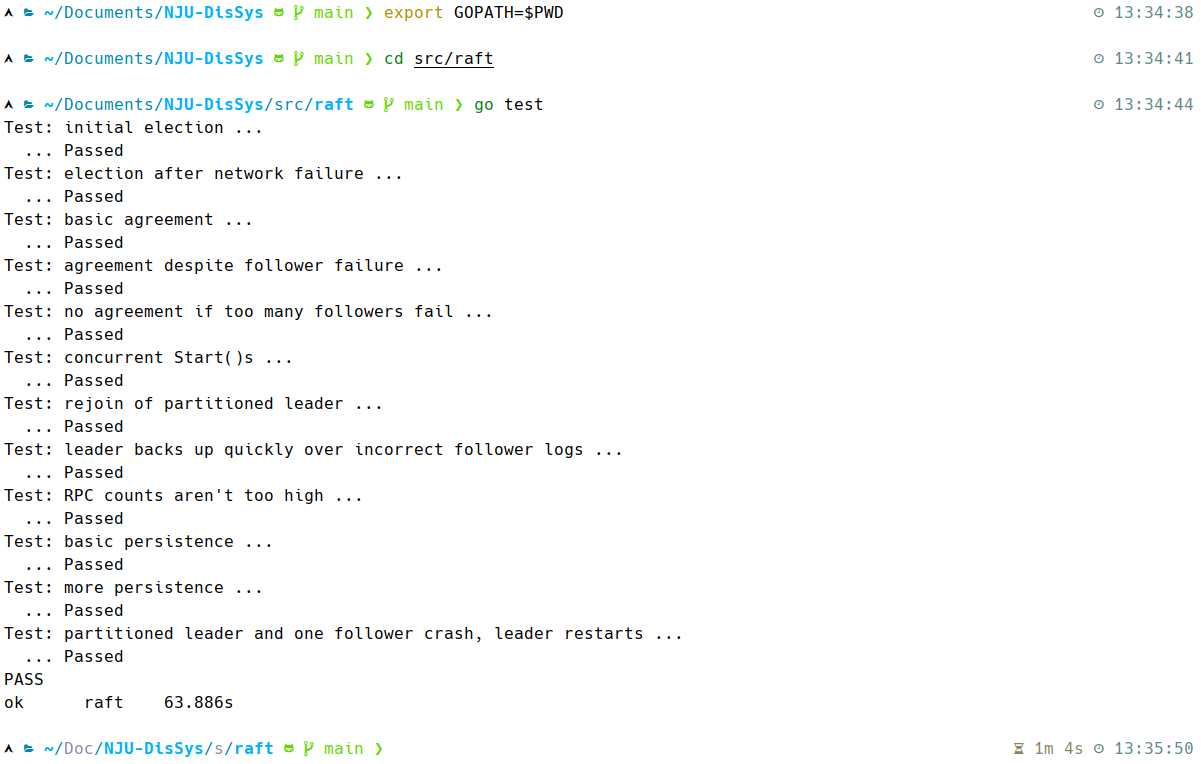 ~/Documents/NJU-DisSys main ❯ export GOPATH=$PWD 13:34:38
~/Documents/NJU-DisSys main ❯ cd src/raft 13:34:41
~/Documents/NJU-DisSys/src/raft main ❯ go test 13:34:44
Test: initial election ...
... Passed
Test: election after network failure ...
... Passed
Test: basic agreement ...
... Passed
Test: agreement despite follower failure ...
... Passed
Test: no agreement if too many followers fail ...
... Passed
Test: concurrent Start()s ...
... Passed
Test: rejoin of partitioned leader ...
... Passed
Test: leader backs up quickly over incorrect follower logs ...
... Passed
Test: RPC counts aren't too high ...
... Passed
Test: basic persistence ...
... Passed
Test: more persistence ...
... Passed
Test: partitioned leader and one follower crash, leader restarts ...
... Passed
PASS
ok raft 63.886s
~/Doc/NJU-DisSys/s/raft main ❯ 1m 4s 13:35:50